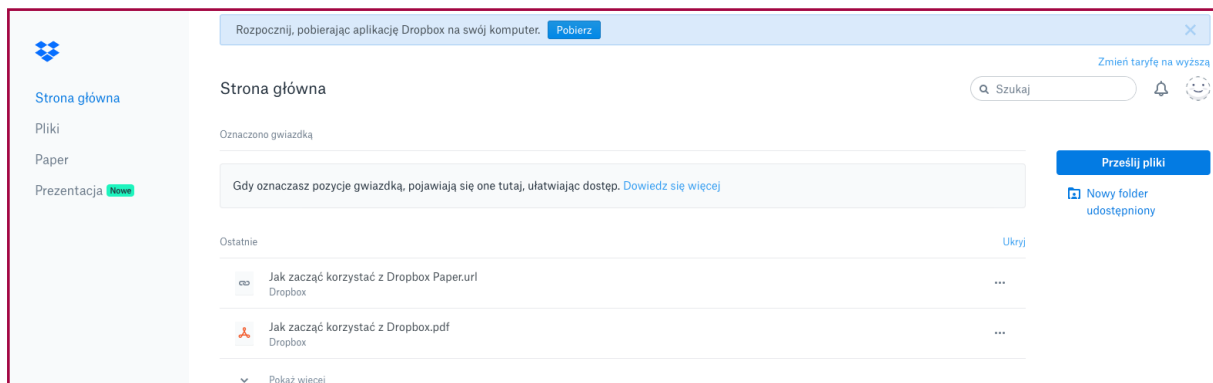 Rozpocznij, pobierając aplikację Dropbox na swój komputer. Pobierz
Zmień taryfę na wyższą
Strona główna
Pliki
Paper
Prezentacja Nowe
Strona główna
Szukaj
Oznaczono gwiazdką
Gdy oznaczasz pozycje gwiazdką, pojawiają się one tutaj, ułatwiając dostęp. Dowiedz się więcej
Ostatnie Ukryj
Jak zacząć korzystać z Dropbox Paper.url
Dropbox
Jak zacząć korzystać z Dropbox.pdf
Dropbox
Pokaż więcej
Prześlij pliki
Nowy folder
udostępniony